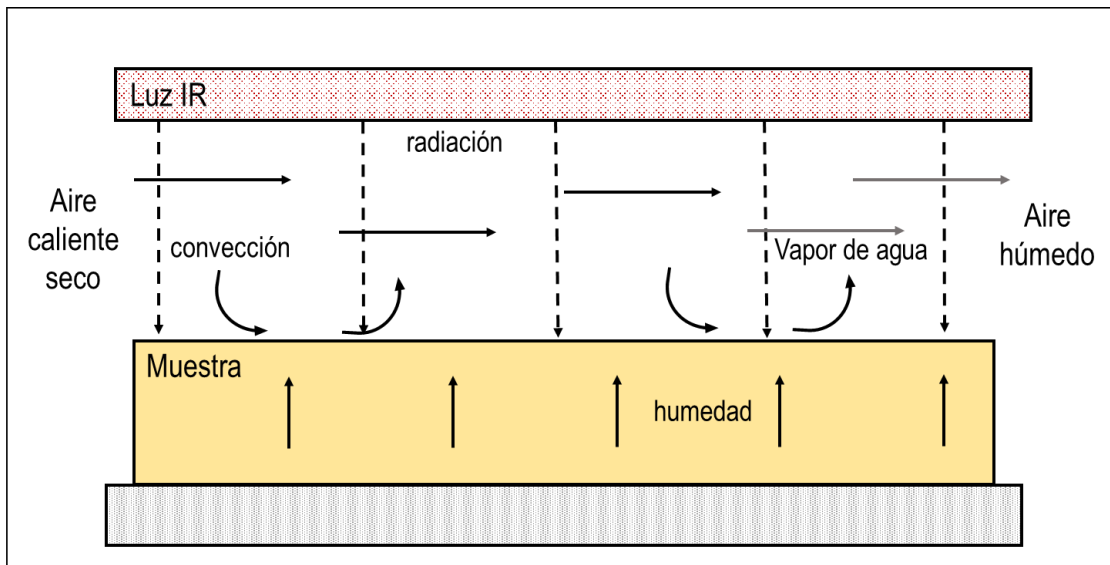 Luz IR
radiación
Aire
caliente
seco
convección
Vapor de agua
Aire
húmedo
Muestra
humedad